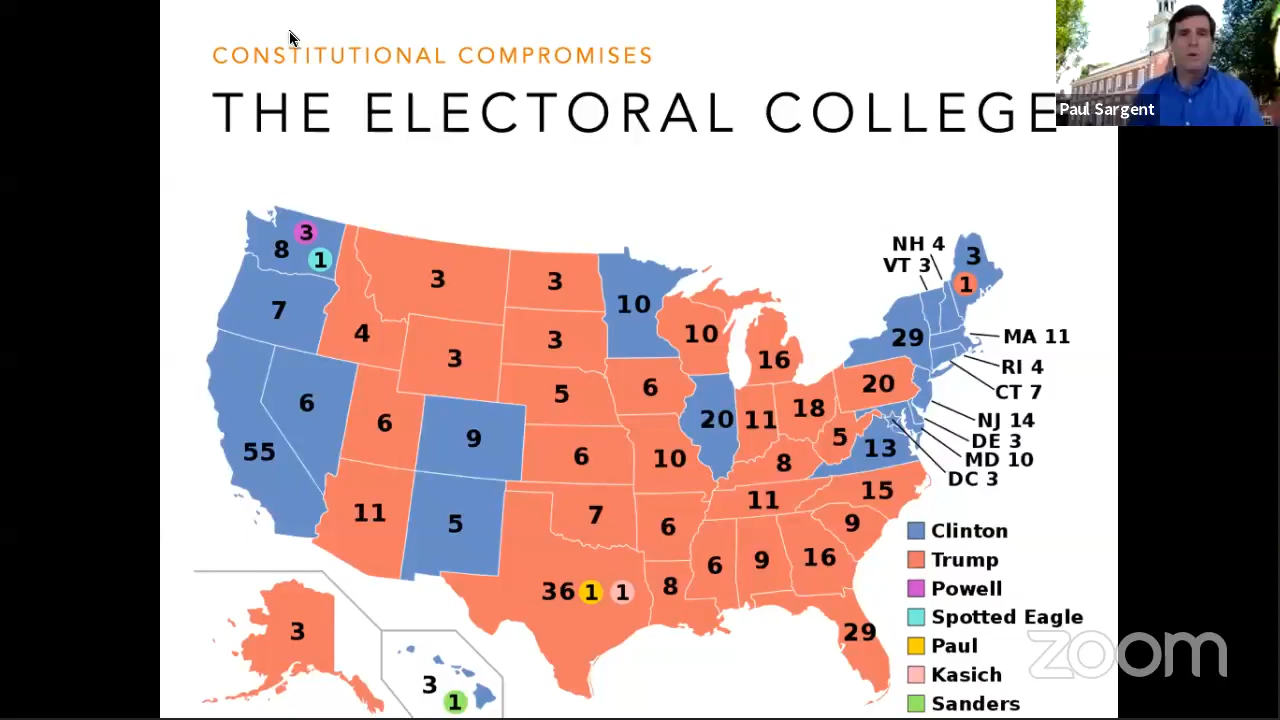 CONSTITUTIONAL COMPROMISES
THE ELECTORAL COLLEGE
Paul Sargent
8
3
1
7
55
6
4
3
3
6
9
11
5
3
3
5
6
7
36
1
1
10
6
10
6
8
10
20
16
11
18
8
11
6
9
16
29
9
15
13
5
20
29
3
1
NH 4
VT 3
MA 11
RI 4
CT 7
NJ 14
DE 3
MD 10
DC 3
3
3
1
Clinton
Trump
Powell
Spotted Eagle
Paul
Kasich
Sanders
zoom